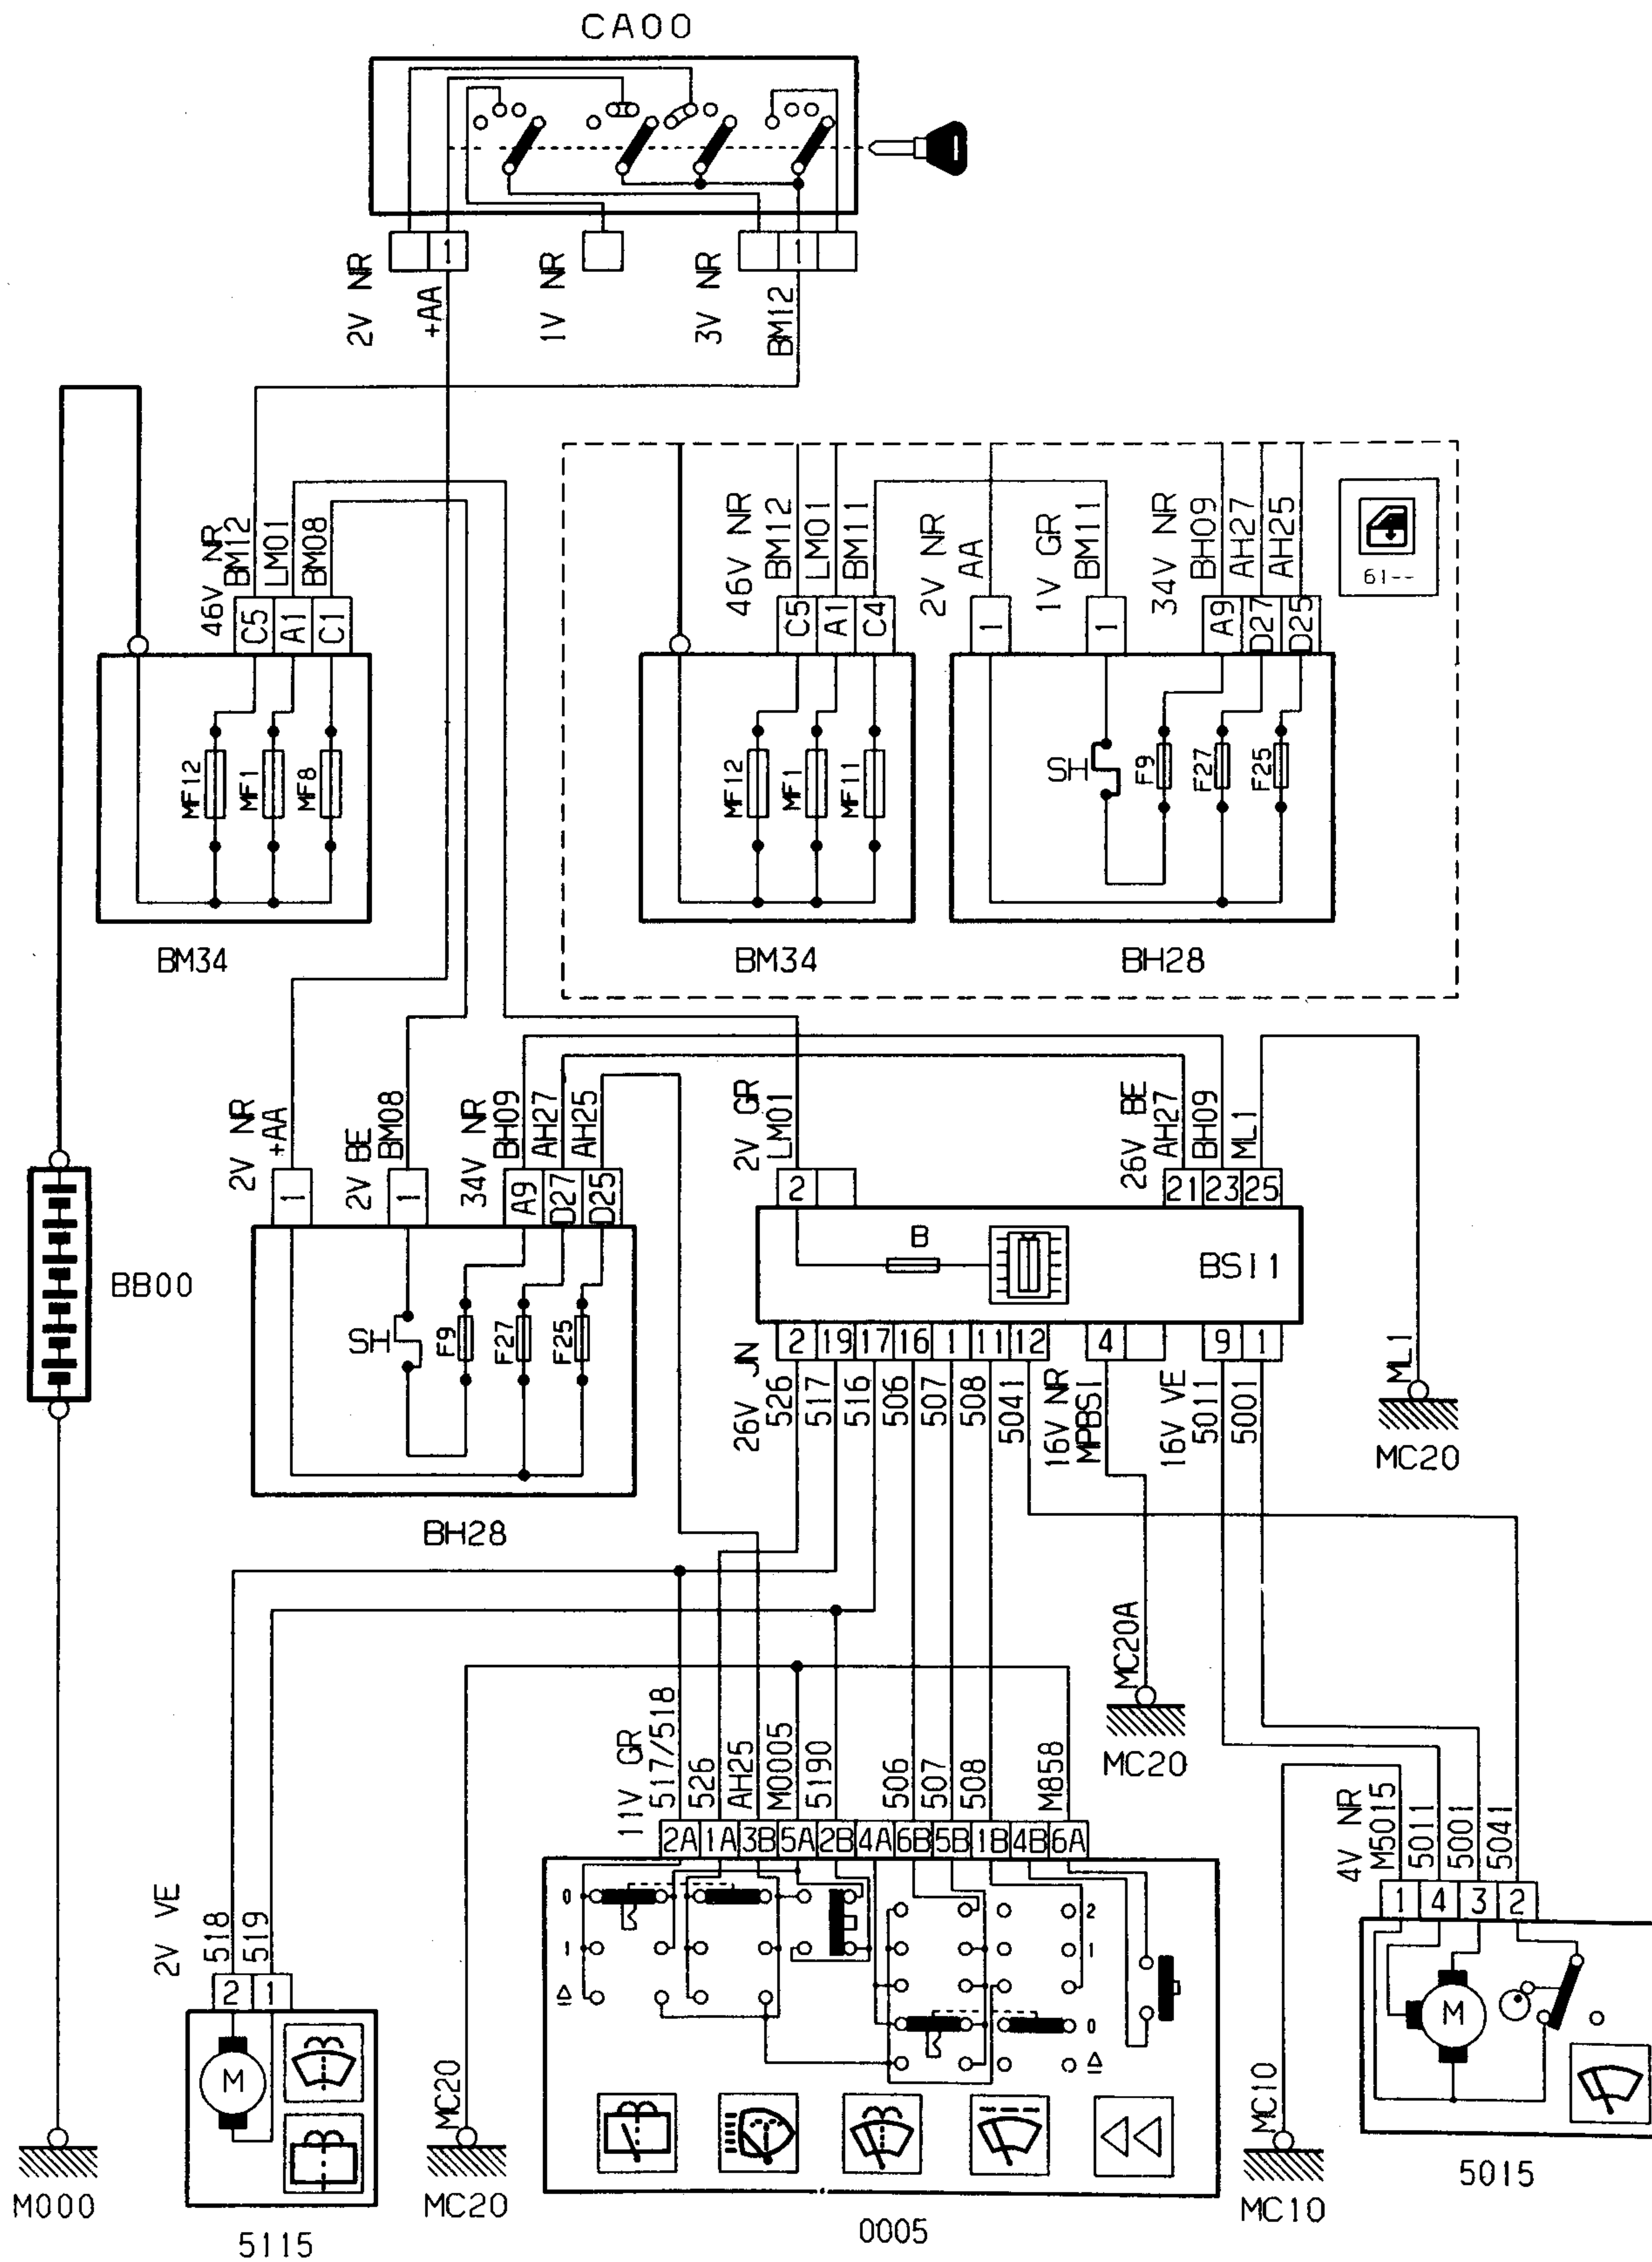 CA00
1
1
2V NR
+AA
1V NR
3V NR
BM12
46V NR
BM12
LM01
BM08
C5
A1
C1
MF12
MF1
MF8
BM34
46V NR
BM12
LM01
BM11
C5
A1
C4
MF12
MF1
MF11
BM34
2V NR
AA
1V GR
BM11
34V NR
BH09
AH27
AH25
1
1
A9
D27
D25
SH
F9
F27
F25
BH28
61--
2V NR
+AA
2V BE
BM08
34V NR
BH09
AH27
AH25
1
1
A9
D27
D25
SH
F9
F27
F25
BH28
BB00
2V GR
LM01
26V BE
AH27
BH09
ML1
2
21
23
25
B
BSI1
2
19
17
16
1
11
12
4
9
1
26V JN
526
517
516
506
507
508
5041
16V NR
MPBSI
16V VE
5011
5001
ML1
MC20
MC20A
MC20
11V GR
517/518
526
AH25
M0005
5190
506
507
508
M858
2A
1A
3B
5A
2B
4A
6B
5B
1B
4B
6A
0
1
2
1
0
0005
4V NR
M5015
5011
5001
5041
1
4
3
2
M
5015
MC10
MC10
2V VE
518
519
2
1
M
5115
MC20
MC20
M000